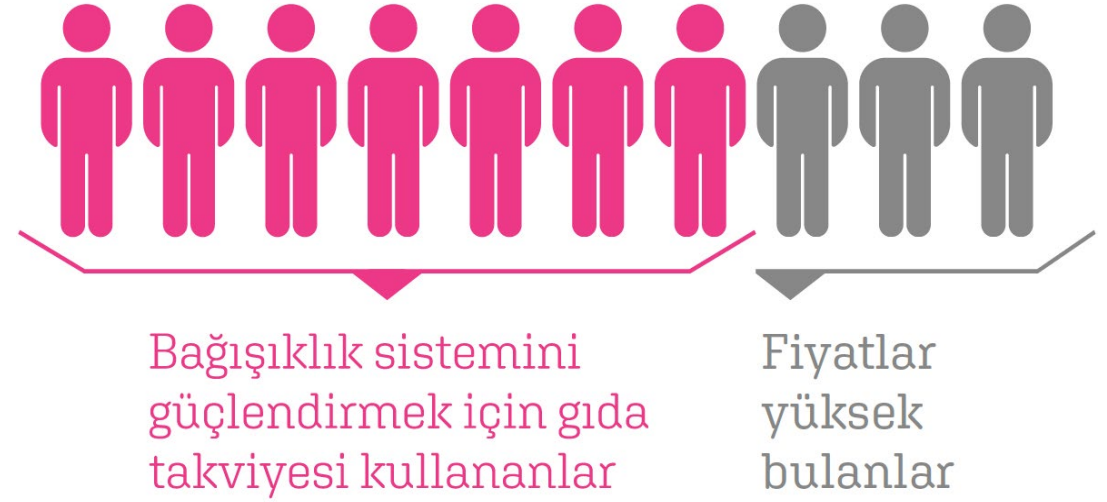 Bağışıklık sistemini
güçlendirmek için gıda
takviyesi kullananlar
Fiyatlar
yüksek
bulanlar